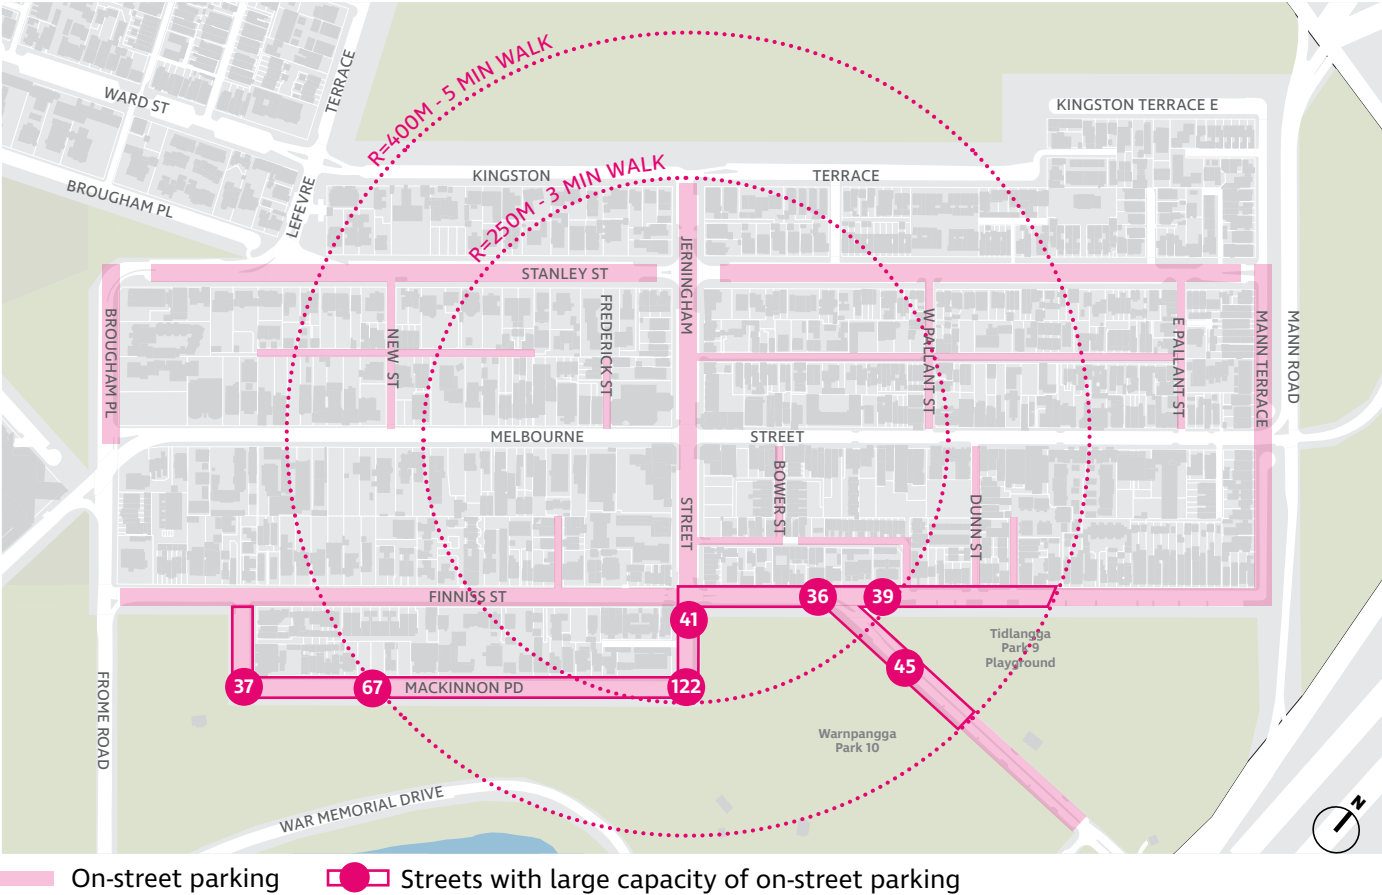 R=400M - 5 MIN WALK
R=250M - 3 MIN WALK
WARD ST
TERRACE
LEFEVRE
BROUGHAM PL
KINGSTON TERRACE E
KINGSTON
TERRACE
STANLEY ST
JERNINGHAM
BROUGHAM PL
NEW ST
FREDERICK ST
W PALLANT ST
E PALLANT ST
MANN TERRACE
MANN ROAD
MELBOURNE
STREET
STREET
BOWER ST
DUNN ST
FINNISS ST
36
39
41
45
Tidlangga
Park 9
Playground
37
67
MACKINNON PD
122
FROME ROAD
Warnpangga
Park 10
WAR MEMORIAL DRIVE
N
On-street parking
Streets with large capacity of on-street parking